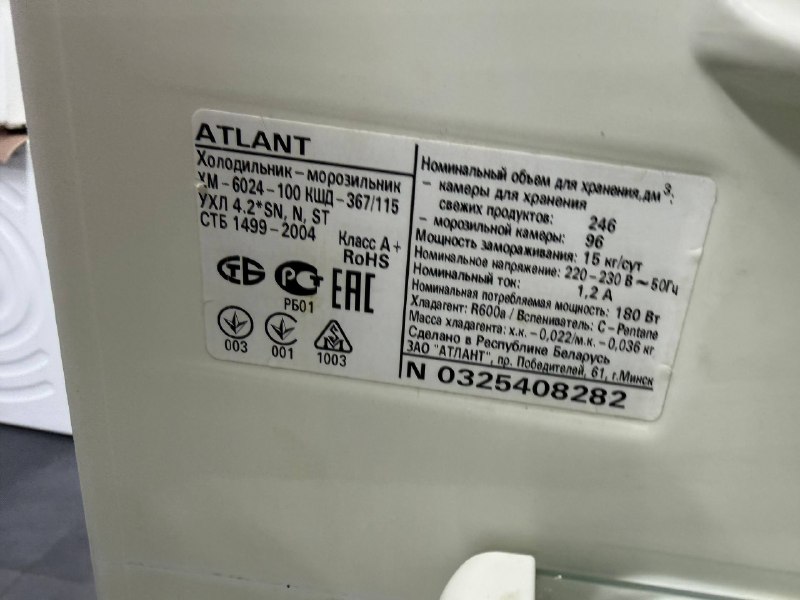 ATLANT
Холодильник – морозильник
ХМ – 6024 – 100 КШД – 367/115
УХЛ 4.2* SN, N, ST
СТБ 1499 – 2004
Класс А+
RoHS
СТБ
РСТ
EAC
РБ01
003
001
1003
Номинальный объем для хранения, дм³:
– камеры для хранения
свежих продуктов: 246
– морозильной камеры: 96
Мощность замораживания: 15 кг/сут
Номинальное напряжение: 220 – 230 В ~ 50Гц
Номинальный ток: 1,2 А
Номинальная потребляемая мощность: 180 Вт
Хладагент: R600a / Вспениватель: C – Pentane
Масса хладагента: х.к. – 0,022/м.к. – 0,036 кг
Сделано в Республике Беларусь
ЗАО "АТЛАНТ", пр. Победителей, 61, г.Минск
N 0325408282